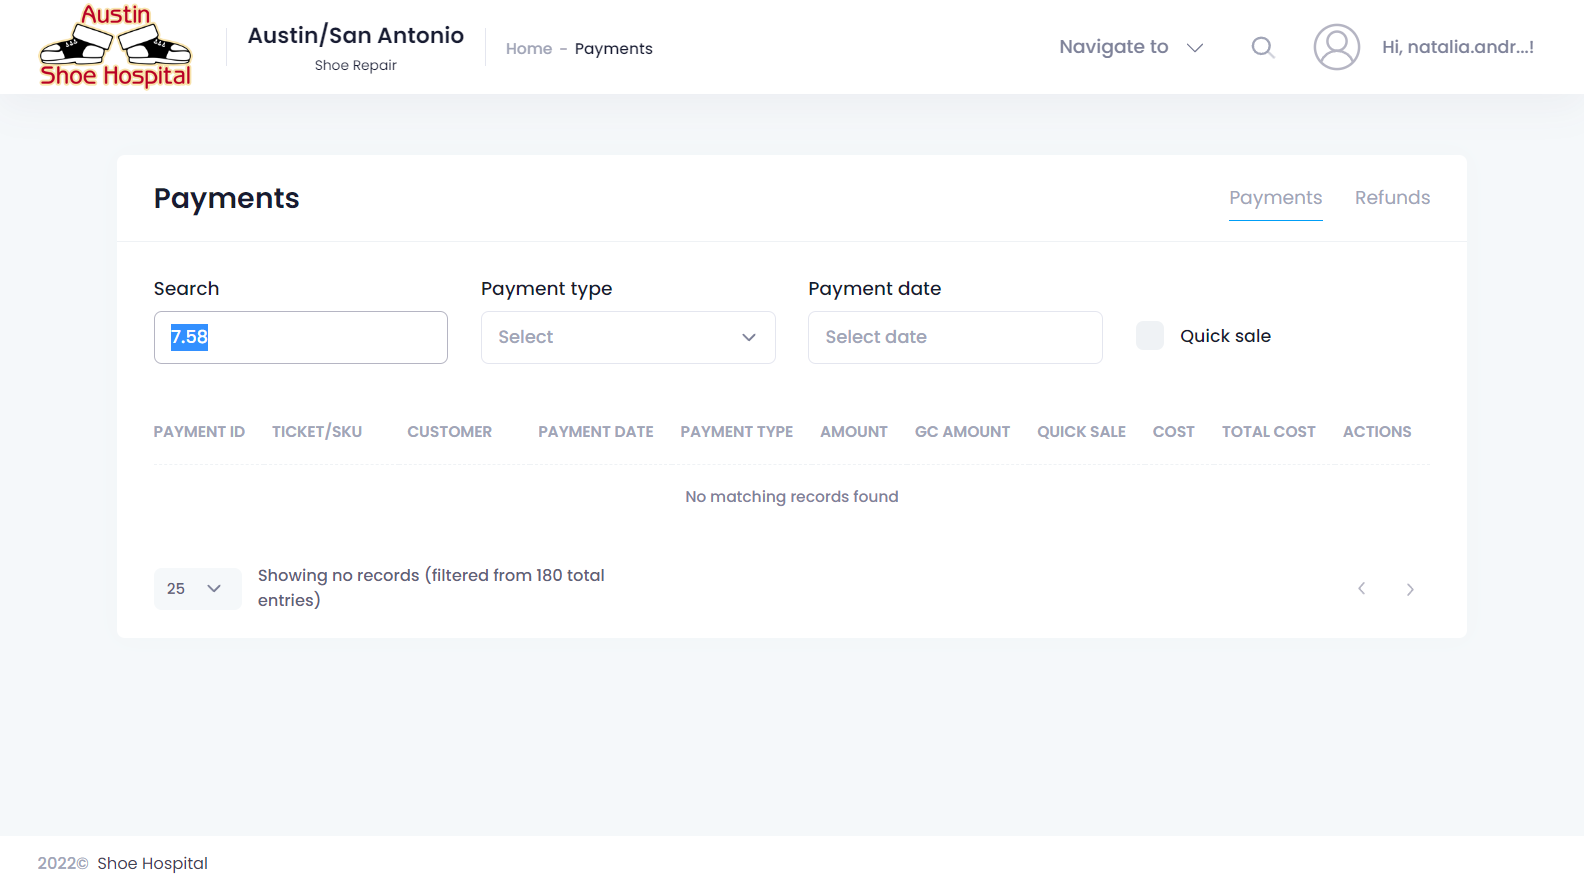 Austin
Shoe Hospital
Austin/San Antonio
Shoe Repair
Home - Payments
Navigate to
Hi, natalia.andr...!
Payments
Payments
Refunds
Search
Payment type
Payment date
7.58
Select
Select date
Quick sale
PAYMENT ID TICKET/SKU CUSTOMER PAYMENT DATE PAYMENT TYPE AMOUNT GC AMOUNT QUICK SALE COST TOTAL COST ACTIONS
No matching records found
25
Showing no records (filtered from 180 total
entries)
2022© Shoe Hospital